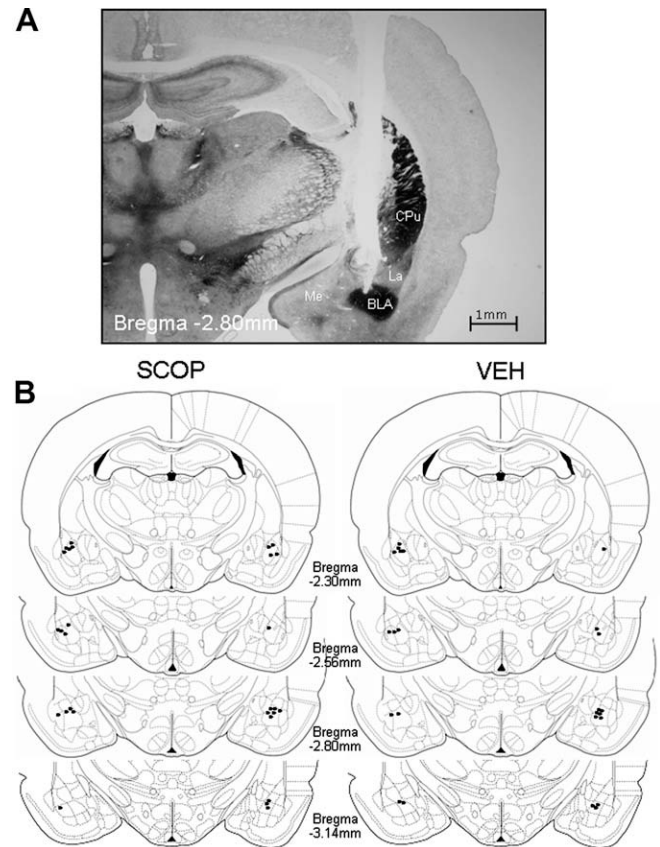 A
CPu
La
Me
BLA
Bregma -2.80mm
1mm
SCOP
VEH
B
Bregma
-2.30mm
Bregma
-2.56mm
Bregma
-2.80mm
Bregma
-3.14mm